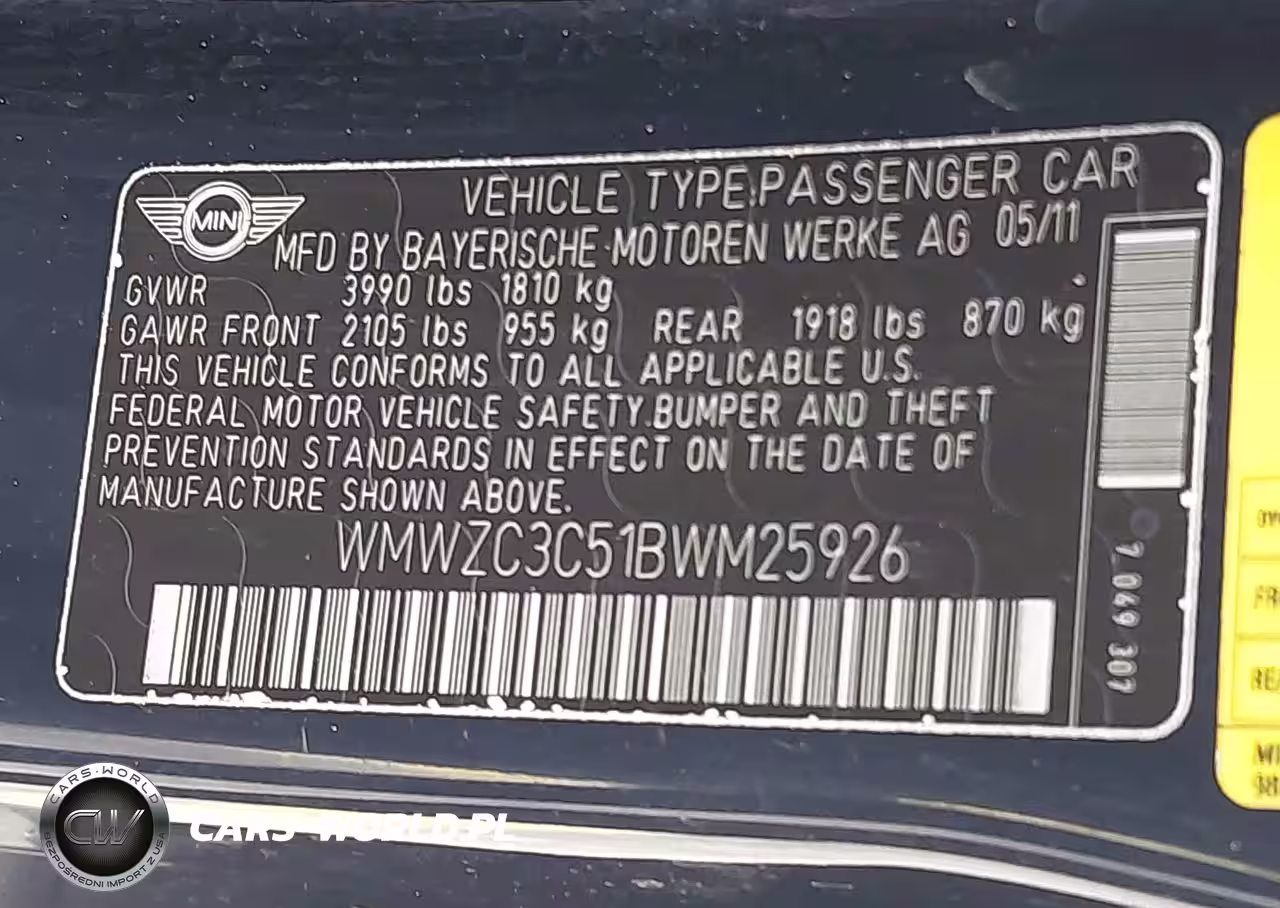 MINI
VEHICLE TYPE:PASSENGER CAR
MFD BY BAYERISCHE MOTOREN WERKE AG 05/11
GVWR 3990 lbs 1810 kg
GAWR FRONT 2105 lbs 955 kg REAR 1918 lbs 870 kg
THIS VEHICLE CONFORMS TO ALL APPLICABLE U.S.
FEDERAL MOTOR VEHICLE SAFETY.BUMPER AND THEFT
PREVENTION STANDARDS IN EFFECT ON THE DATE OF
MANUFACTURE SHOWN ABOVE.
WMWZC3C51BWM25926
7 049 307
CARS-WORLD
CW
BEZPOŚREDNI IMPORT Z USA
CARS-WORLD.PL